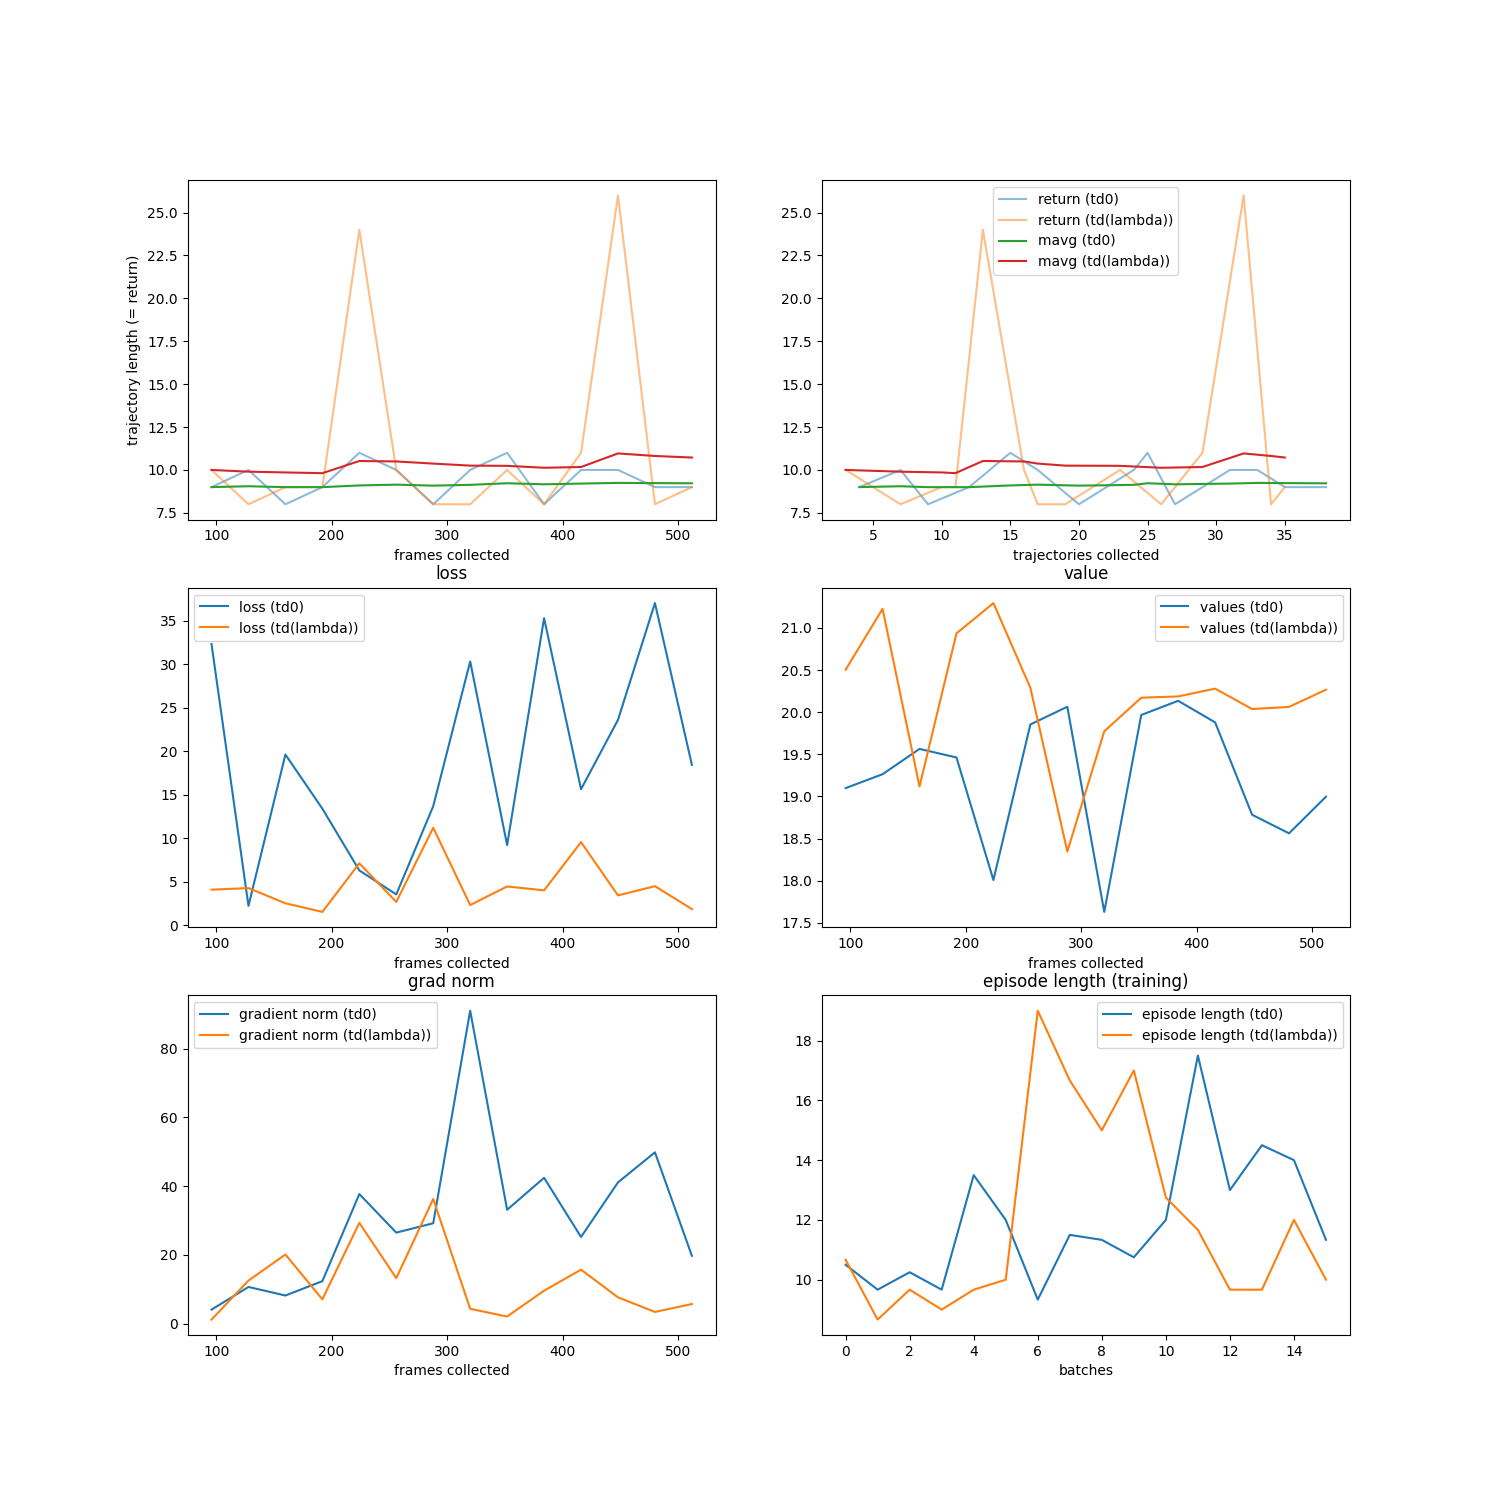 25.0
22.5
20.0
17.5
15.0
12.5
10.0
7.5
trajectory length (= return)
100 200 300 400 500
frames collected
25.0
22.5
20.0
17.5
15.0
12.5
10.0
7.5
return (td0)
return (td(lambda))
mavg (td0)
mavg (td(lambda))
5 10 15 20 25 30 35
trajectories collected
loss
loss (td0)
loss (td(lambda))
35
30
25
20
15
10
5
0
100 200 300 400 500
frames collected
value
values (td0)
values (td(lambda))
21.0
20.5
20.0
19.5
19.0
18.5
18.0
17.5
100 200 300 400 500
frames collected
grad norm
gradient norm (td0)
gradient norm (td(lambda))
80
60
40
20
0
100 200 300 400 500
frames collected
episode length (training)
episode length (td0)
episode length (td(lambda))
18
16
14
12
10
0 2 4 6 8 10 12 14
batches